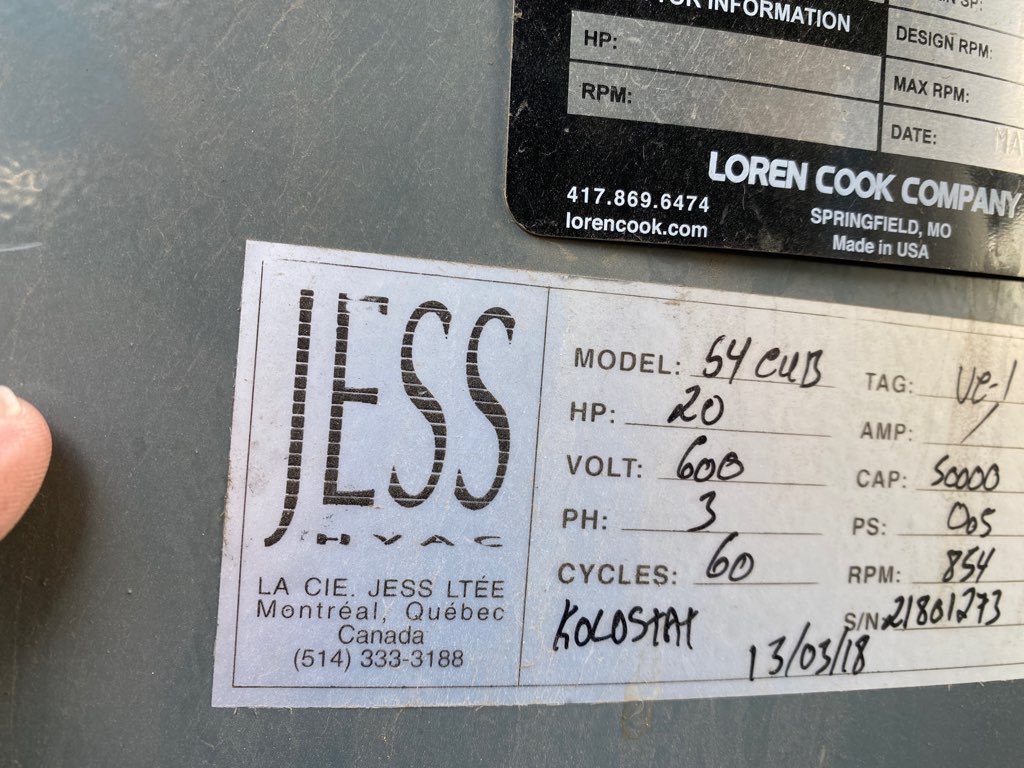 OR INFORMATION
HP:
RPM:
DESIGN RPM:
MAX RPM:
DATE: MA
LOREN COOK COMPANY
SPRINGFIELD, MO
Made in USA
417.869.6474
lorencook.com
JESS
HVAC
LA CIE. JESS LTÉE
Montréal, Québec
Canada
(514) 333-3188
MODEL: 54 CUB
HP: 20
VOLT: 600
PH: 3
CYCLES: 60
KOLOSTAT
TAG: VE-1
AMP:
CAP: 50000
PS: 0.5
RPM: 854
S/N 21801273
13/03/18